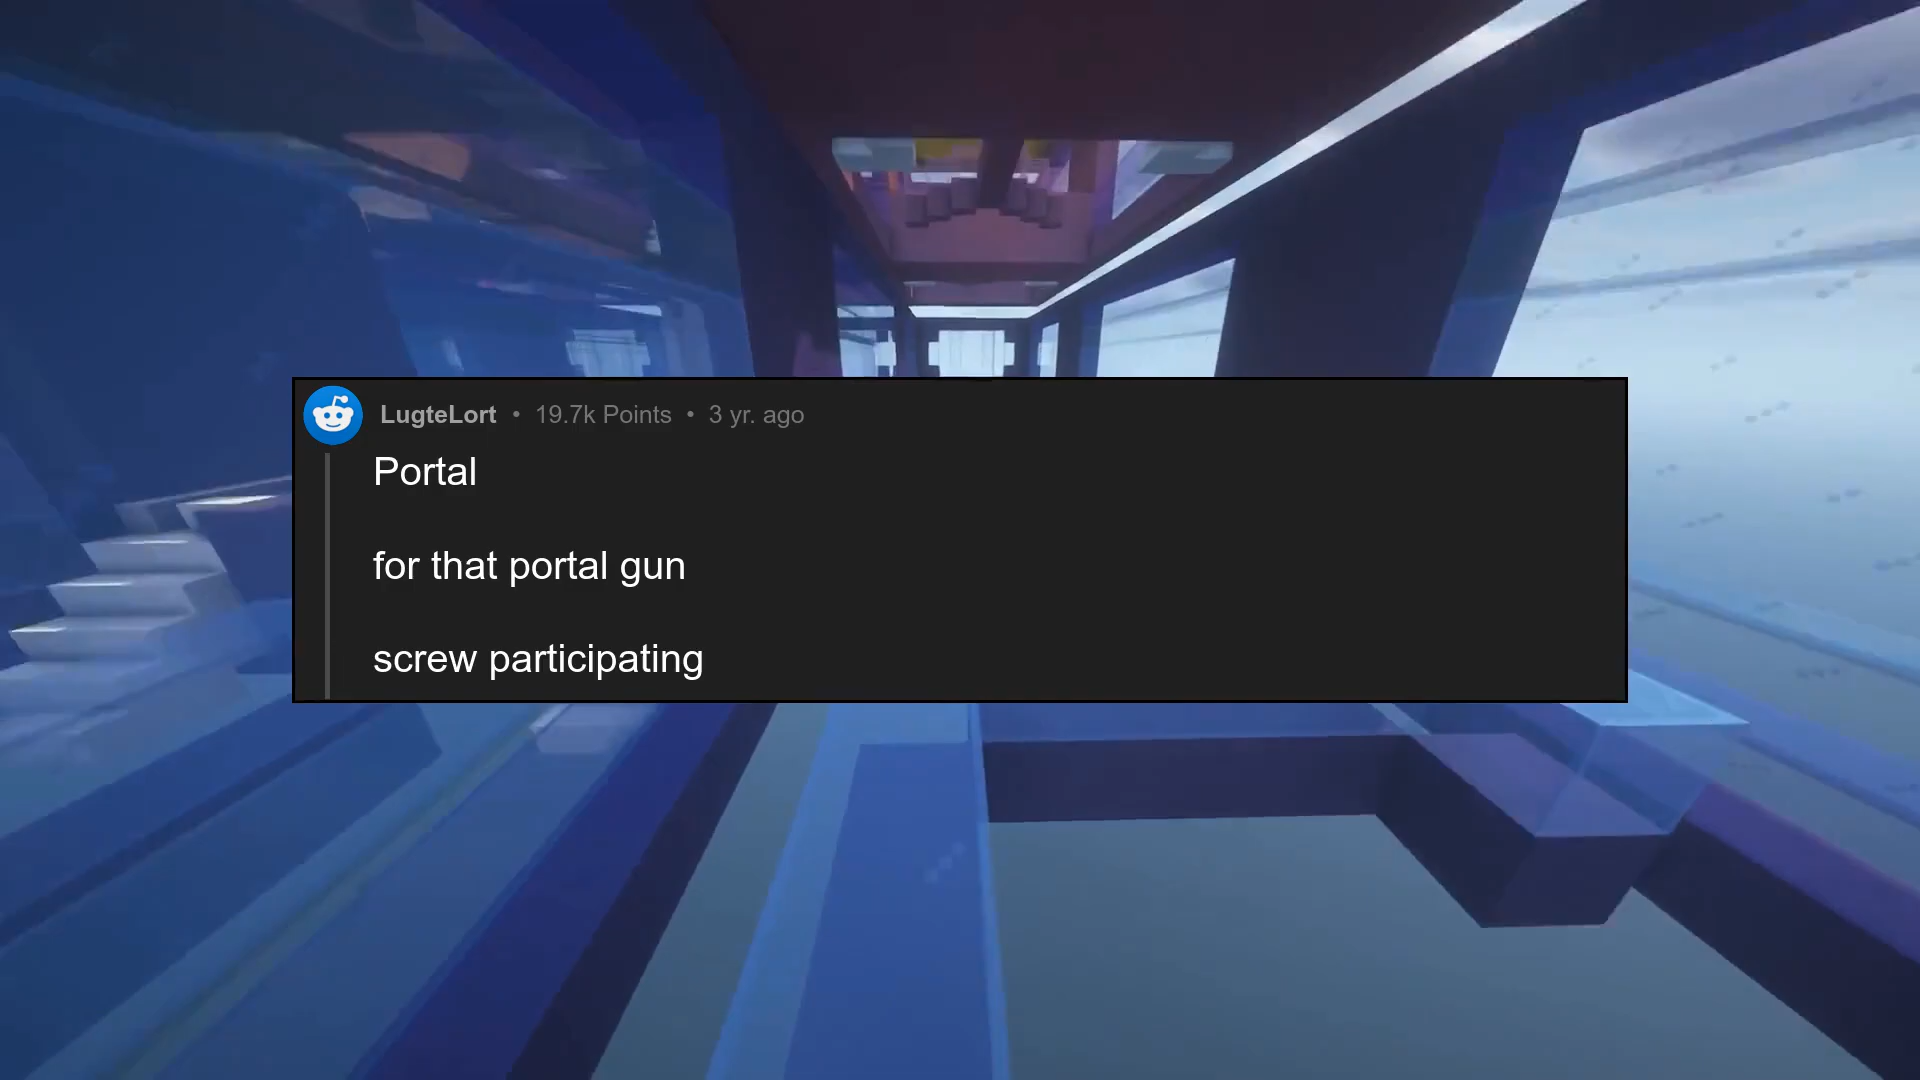 LugteLort • 19.7k Points • 3 yr. ago
Portal
for that portal gun
screw participating